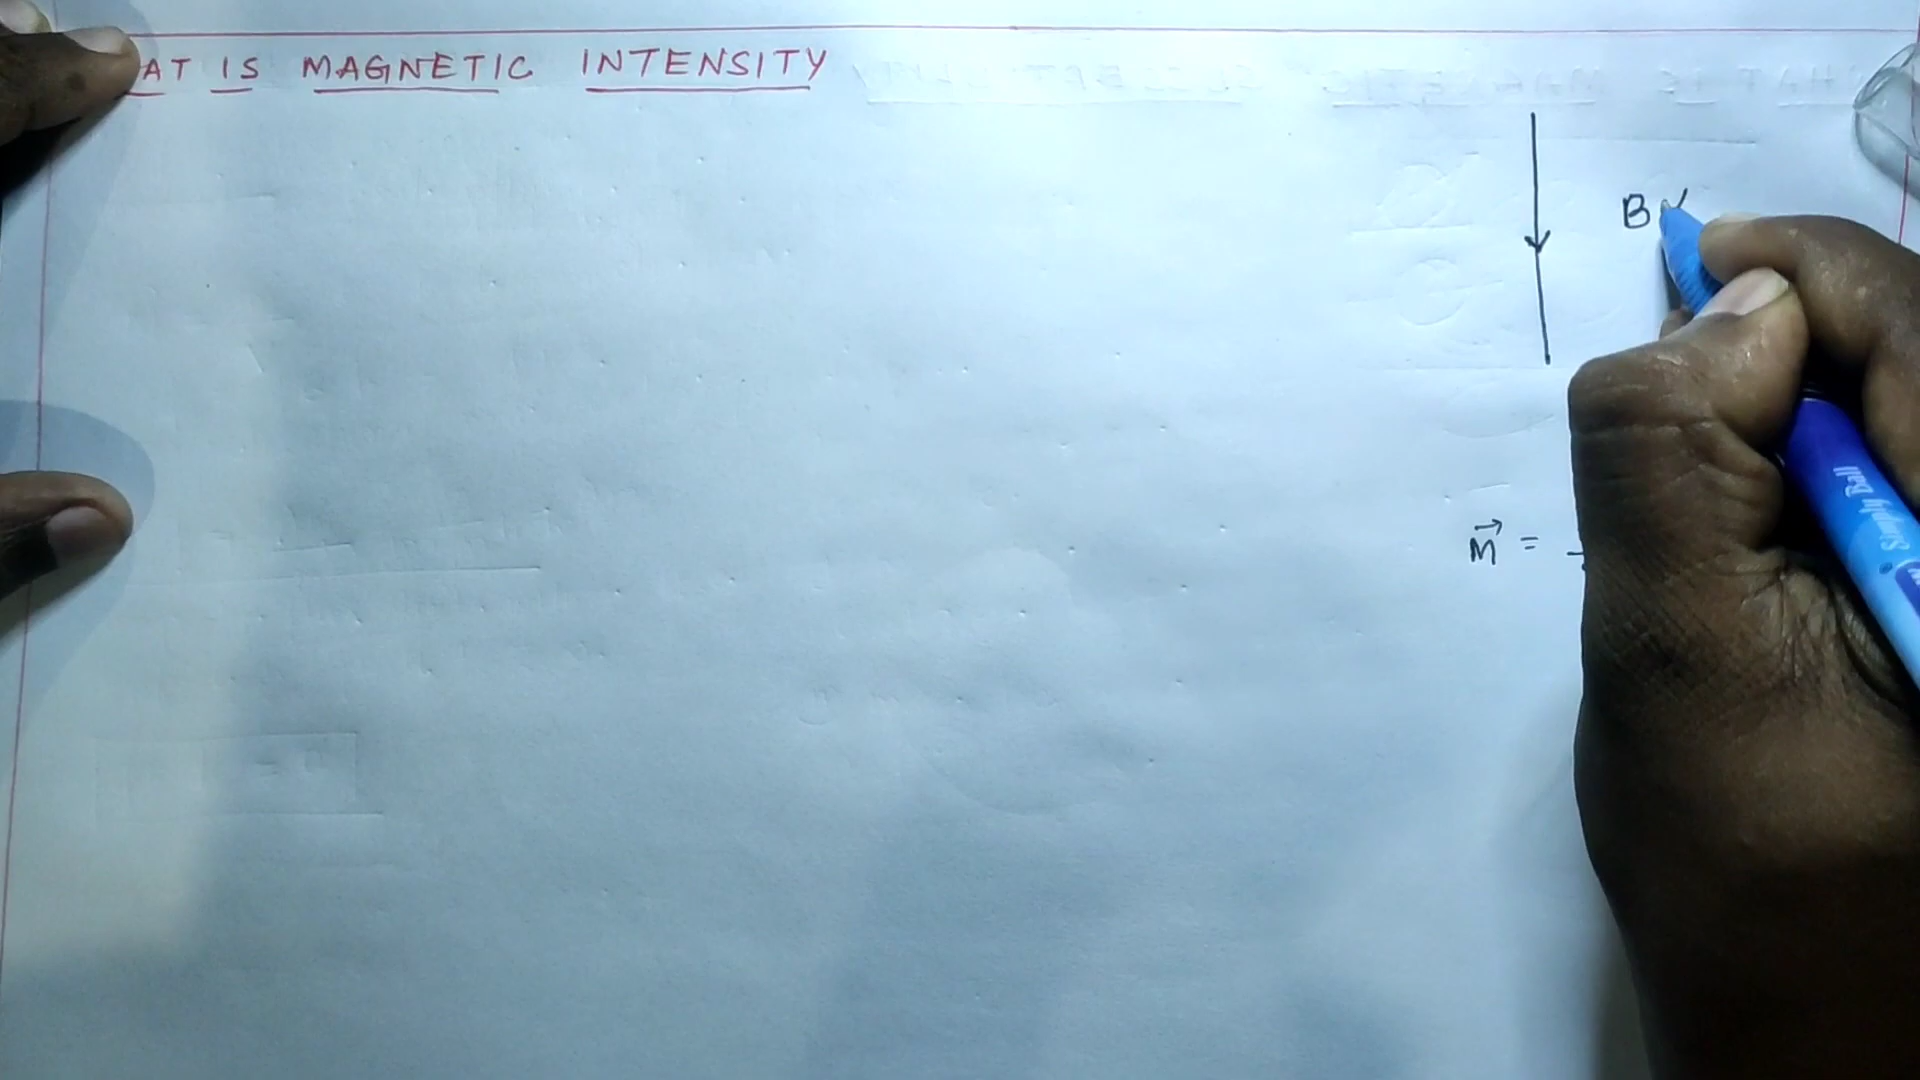 AT IS MAGNETIC INTENSITY
B
M⃗ =
Simply Ball